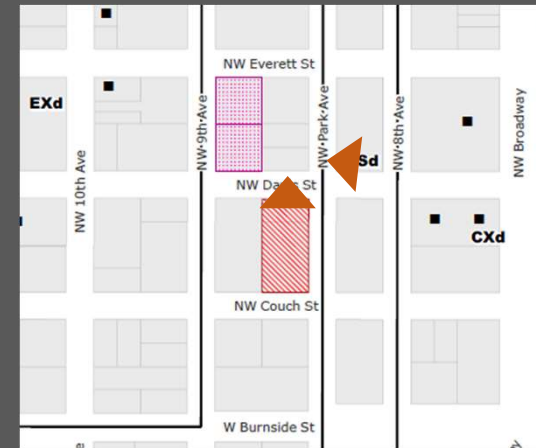 NW Everett St
EXd
NW 9th Ave
NW Park Ave
NW 8th Ave
NW Broadway
NW 10th Ave
Sd
NW St
CXd
NW Couch St
W Burnside St